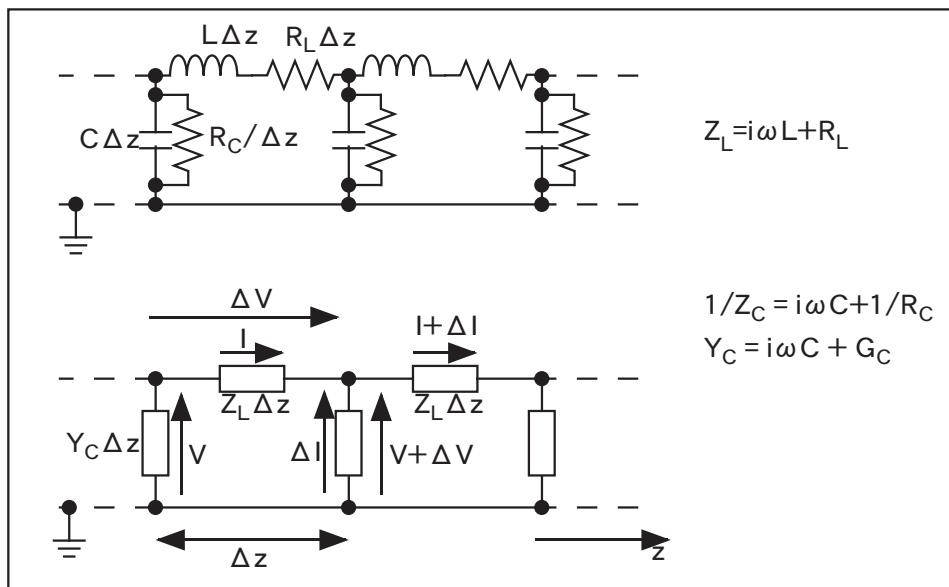 LΔz
R_LΔz
CΔz
R_C/Δz
Z_L=iωL+R_L
ΔV
1/Z_C = iωC+1/R_C
I
I+ΔI
Y_C = iωC + G_C
Z_LΔz
Z_LΔz
Y_CΔz
V
ΔI
V+ΔV
Δz
z